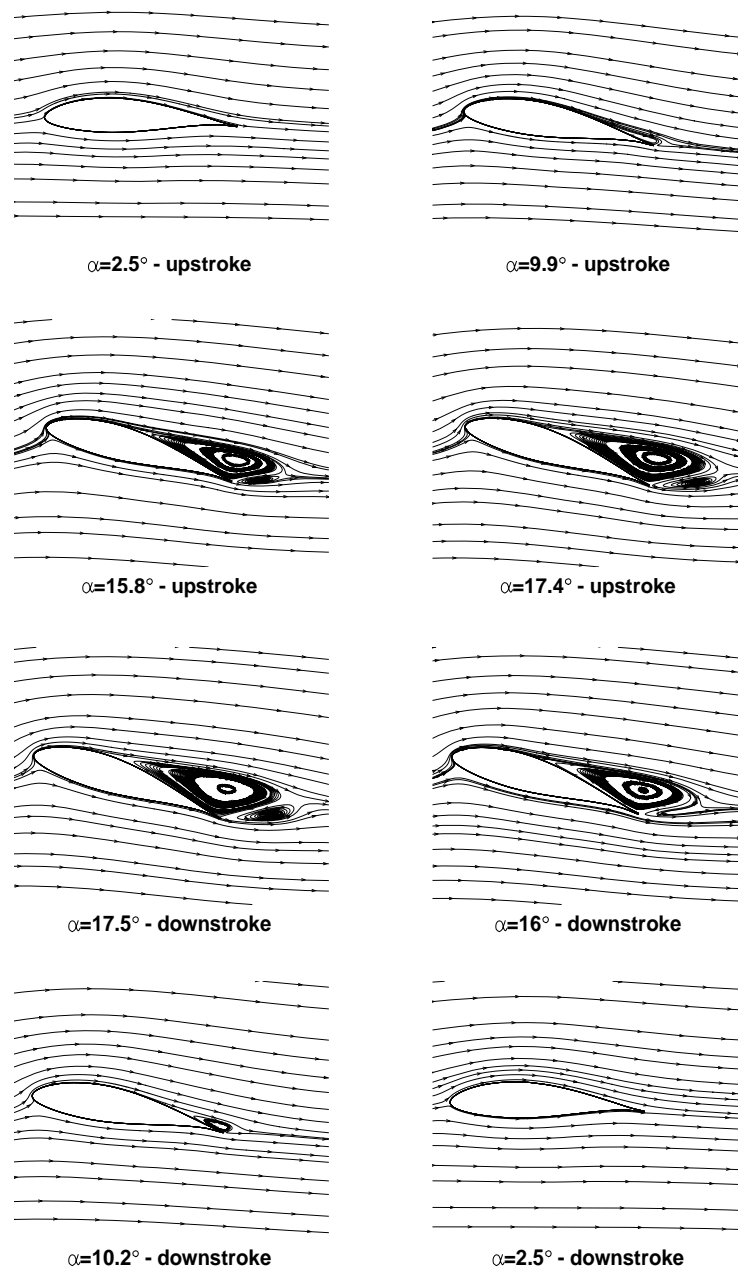 α=2.5° - upstroke
α=9.9° - upstroke
α=15.8° - upstroke
α=17.4° - upstroke
α=17.5° - downstroke
α=16° - downstroke
α=10.2° - downstroke
α=2.5° - downstroke